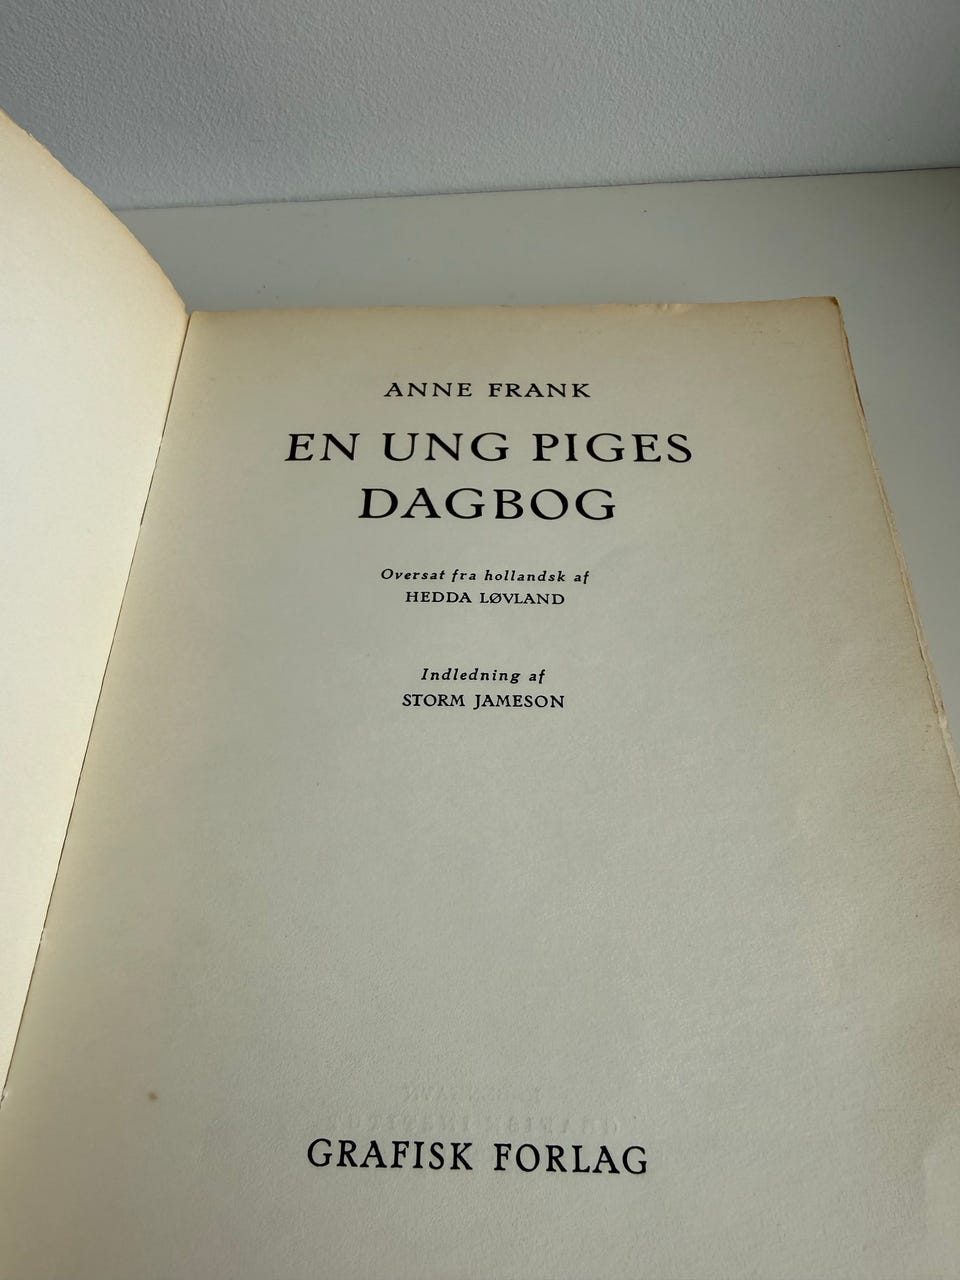 ANNE FRANK
EN UNG PIGES
DAGBOG
Oversat fra hollandsk af
HEDDA LØVLAND
Indledning af
STORM JAMESON
GRAFISK FORLAG